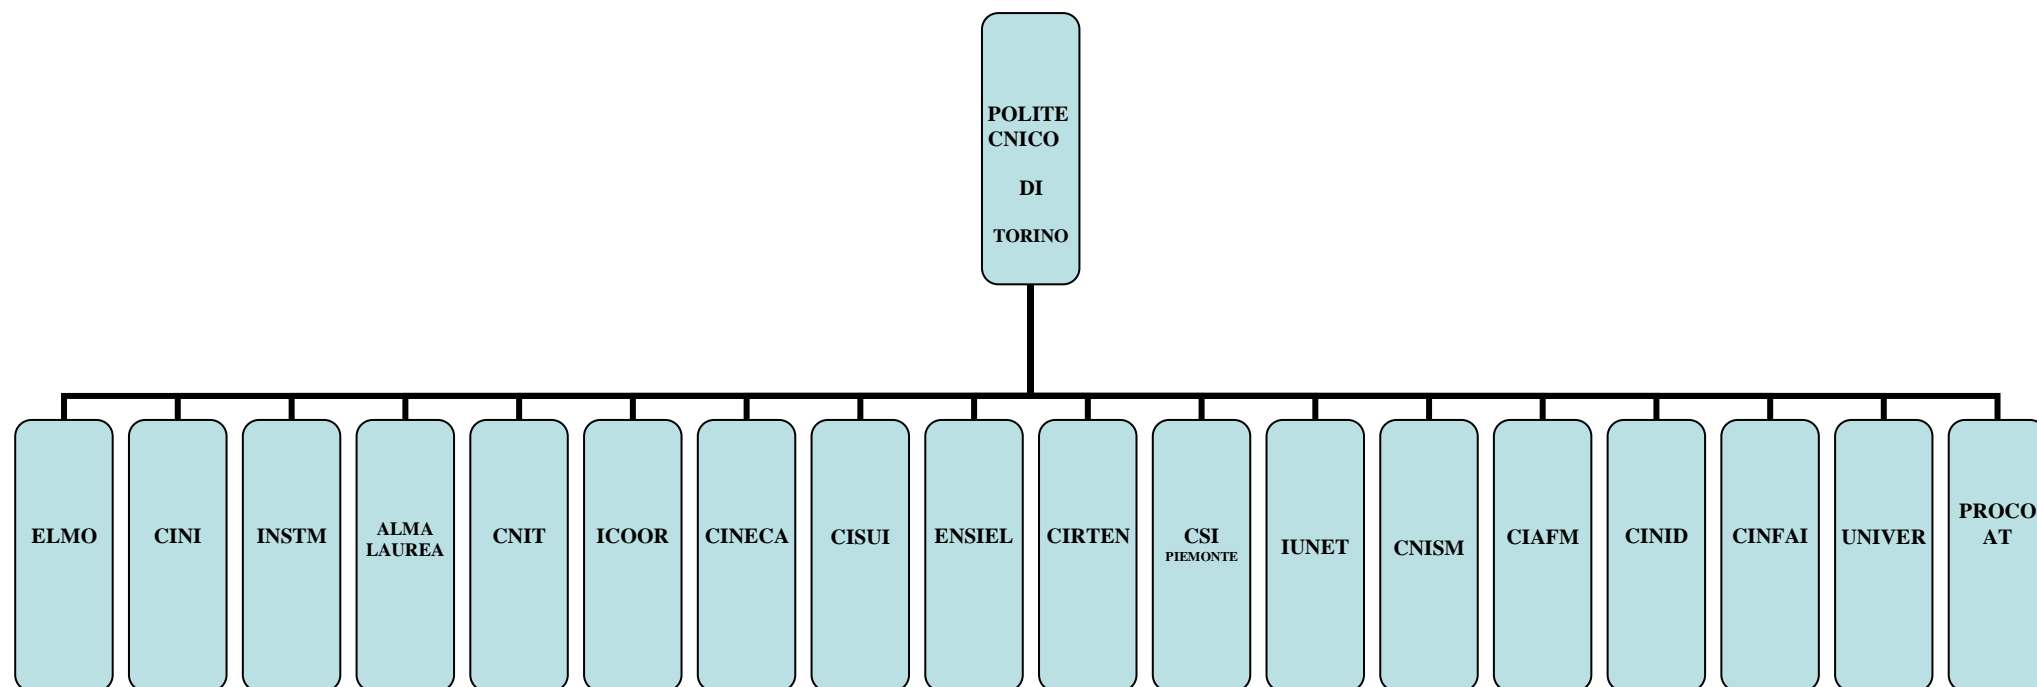 POLITE
CNICO
DI
TORINO
ELMO
CINI
INSTM
ALMA
LAUREA
CNIT
ICOOR
CINECA
CISUI
ENSIEL
CIRTEN
CSI
PIEMONTE
IUNET
CNISM
CIAFM
CINID
CINFAI
UNIVER
PROCO
AT